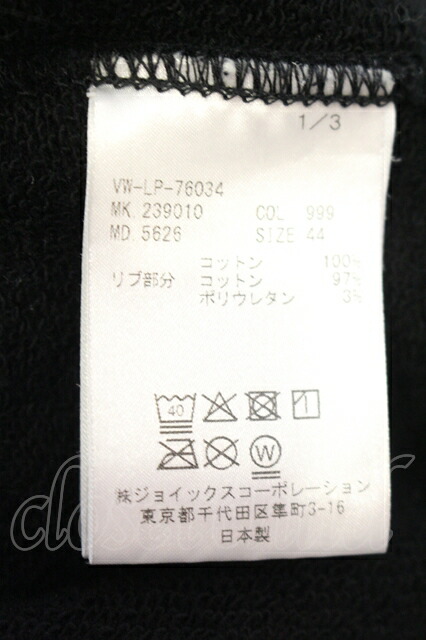 1/3
VW-LP-76034
MK. 239010 COL 999
MD. 5626 SIZE 44
コットン 100%
リブ部分 コットン 97%
ポリウレタン 3%
40 1
W
㈱ジョイックスコーポレーション
東京都千代田区隼町3-16
日本製